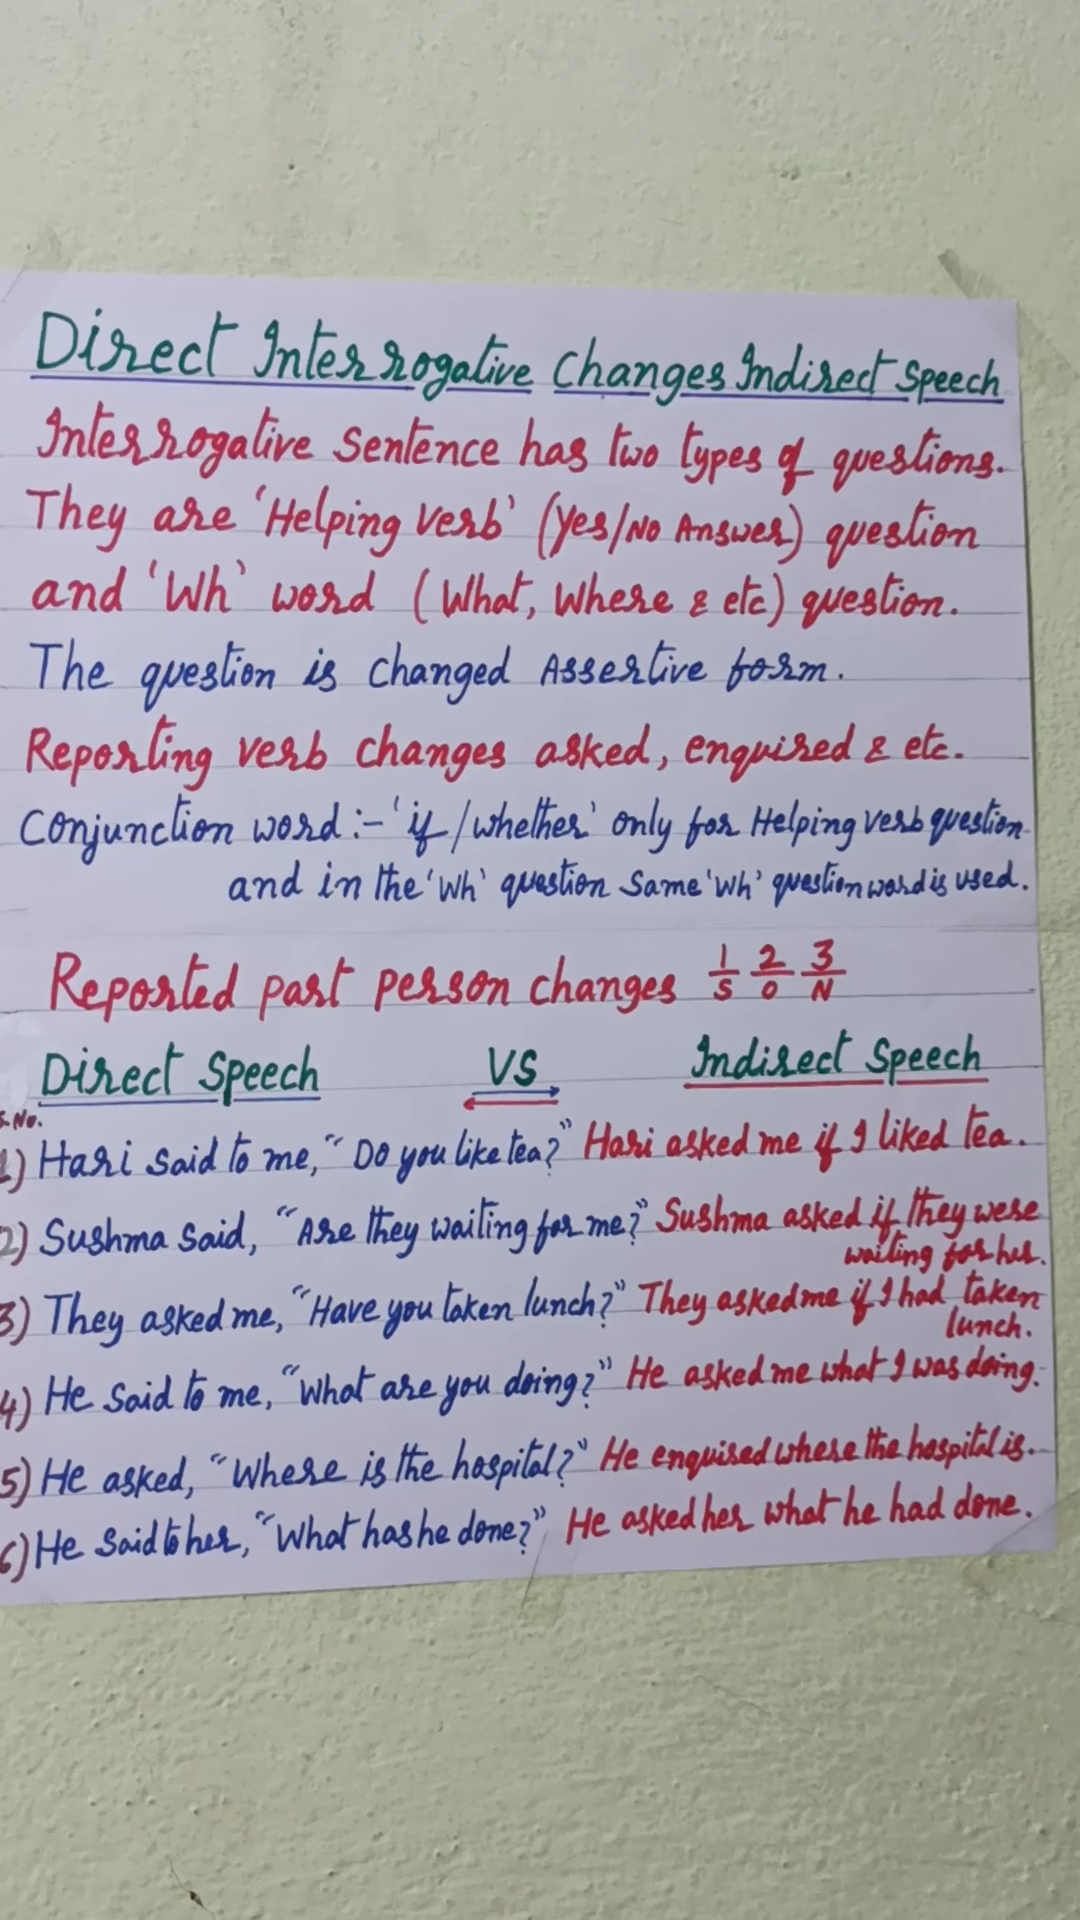 Direct Interrogative Changes Indirect Speech
Interrogative Sentence has two types of questions.
They are 'Helping verb' (Yes/No Answer) question
and 'Wh' word (What, Where & etc) question.
The question is changed Assertive form.
Reporting verb changes asked, enquired & etc.
Conjunction word :- 'if/whether' only for Helping verb question
and in the 'Wh' question Same 'Wh' question word is used.
Reported part person changes 1/S 2/O 3/N
Direct Speech VS Indirect Speech
S.No.
1) Hari said to me, "Do you like tea?" Hari asked me if I liked tea.
2) Sushma Said, "Are they waiting for me?" Sushma asked if they were
waiting for her.
3) They asked me, "Have you taken lunch?" They asked me if I had taken
lunch.
4) He Said to me, "What are you doing?" He asked me what I was doing.
5) He asked, "Where is the hospital?" He enquired where the hospital is.
6) He Said to her, "What has he done?" He asked her what he had done.